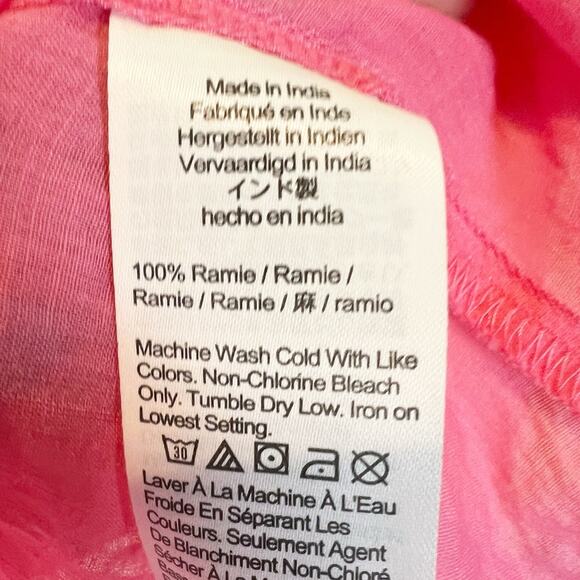 Made in India
Fabriqué en Inde
Hergestellt in Indien
Vervaardigd in India
インド製
hecho en india
100% Ramie / Ramie /
Ramie / Ramie / 麻 / ramio
Machine Wash Cold With Like
Colors. Non-Chlorine Bleach
Only. Tumble Dry Low. Iron on
Lowest Setting.
30
Laver À La Machine À L'Eau
Froide En Séparant Les
Couleurs. Seulement Agent
De Blanchiment Non-Chloré
Sécher À La